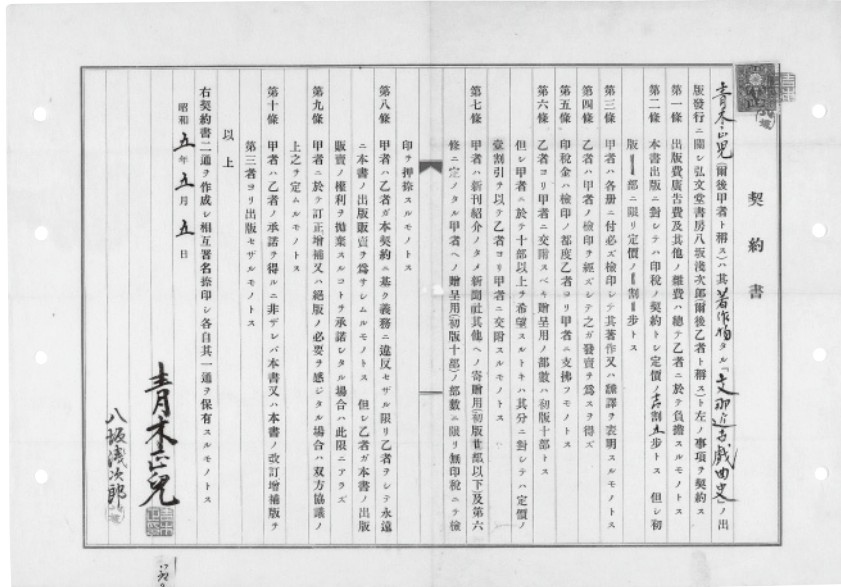 契約書
青木正兒(爾後甲者ト稱ス)ハ其著作物タル「支那近古戲曲史」ノ出
版發行ニ關シ弘文堂書房八坂淺次郎(爾後乙者ト稱ス)ト左ノ事項ヲ契約ス
第一條 出版費廣告費及其他ノ雜費ハ總テ乙者ニ於テ負擔スルモノトス
第二條 本書出版ニ對シテハ印稅ノ契約トシ定價ノ壱割五步トス 但シ初
版 部ニ限リ定價ノ 割 步トス
第三條 甲者ハ各册ニ付必ズ檢印シテ其著作又ハ飜譯ヲ表明スルモノトス
第四條 乙者ハ甲者ノ檢印ヲ經ズシテ之ガ發賣ヲ爲スヲ得ズ
第五條 印稅金ハ檢印ノ都度乙者ヨリ甲者ニ支拂フモノトス
第六條 乙者ヨリ甲者ニ交附スベキ贈呈用ノ部數ハ初版十部トス
但シ甲者ニ於テ十部以上ヲ希望スルトキハ其分ニ對シテハ定價ノ
壹割引ヲ以テ乙者ヨリ甲者ニ交附スルモノトス
第七條 甲者ハ新刊紹介ノタメ新聞社其他ヘノ寄贈用(初版廿部以下)及第六
條ニ定ノタル甲者ヘノ贈呈用(初版十部)ノ部數ニ限リ無印稅ニテ檢
印ヲ押捺スルモノトス
第八條 甲者ハ乙者ガ本契約ニ基ク義務ニ違反セザル限リ乙者ヲシテ永遠
ニ本書ノ出版販賣ヲ爲サシムルモノトス 但シ乙者ガ本書ノ出版
販賣ノ權利ヲ抛棄スルコトヲ承諾シタル場合ハ此限ニアラズ
第九條 甲者ニ於テ訂正增補又ハ絕版ノ必要ヲ感ジタル場合ハ双方協議ノ
上之ヲ定ムルモノトス
第十條 甲者ハ乙者ノ承諾ヲ得ルニ非ザレバ本書又ハ本書ノ改訂增補版ヲ
第三者ヨリ出版セザルモノトス
以上
右契約書二通ヲ作成シ相互署名捺印シ各自其一通ヲ保有スルモノトス
昭和五年五月五日
青木正兒
八坂淺次郎